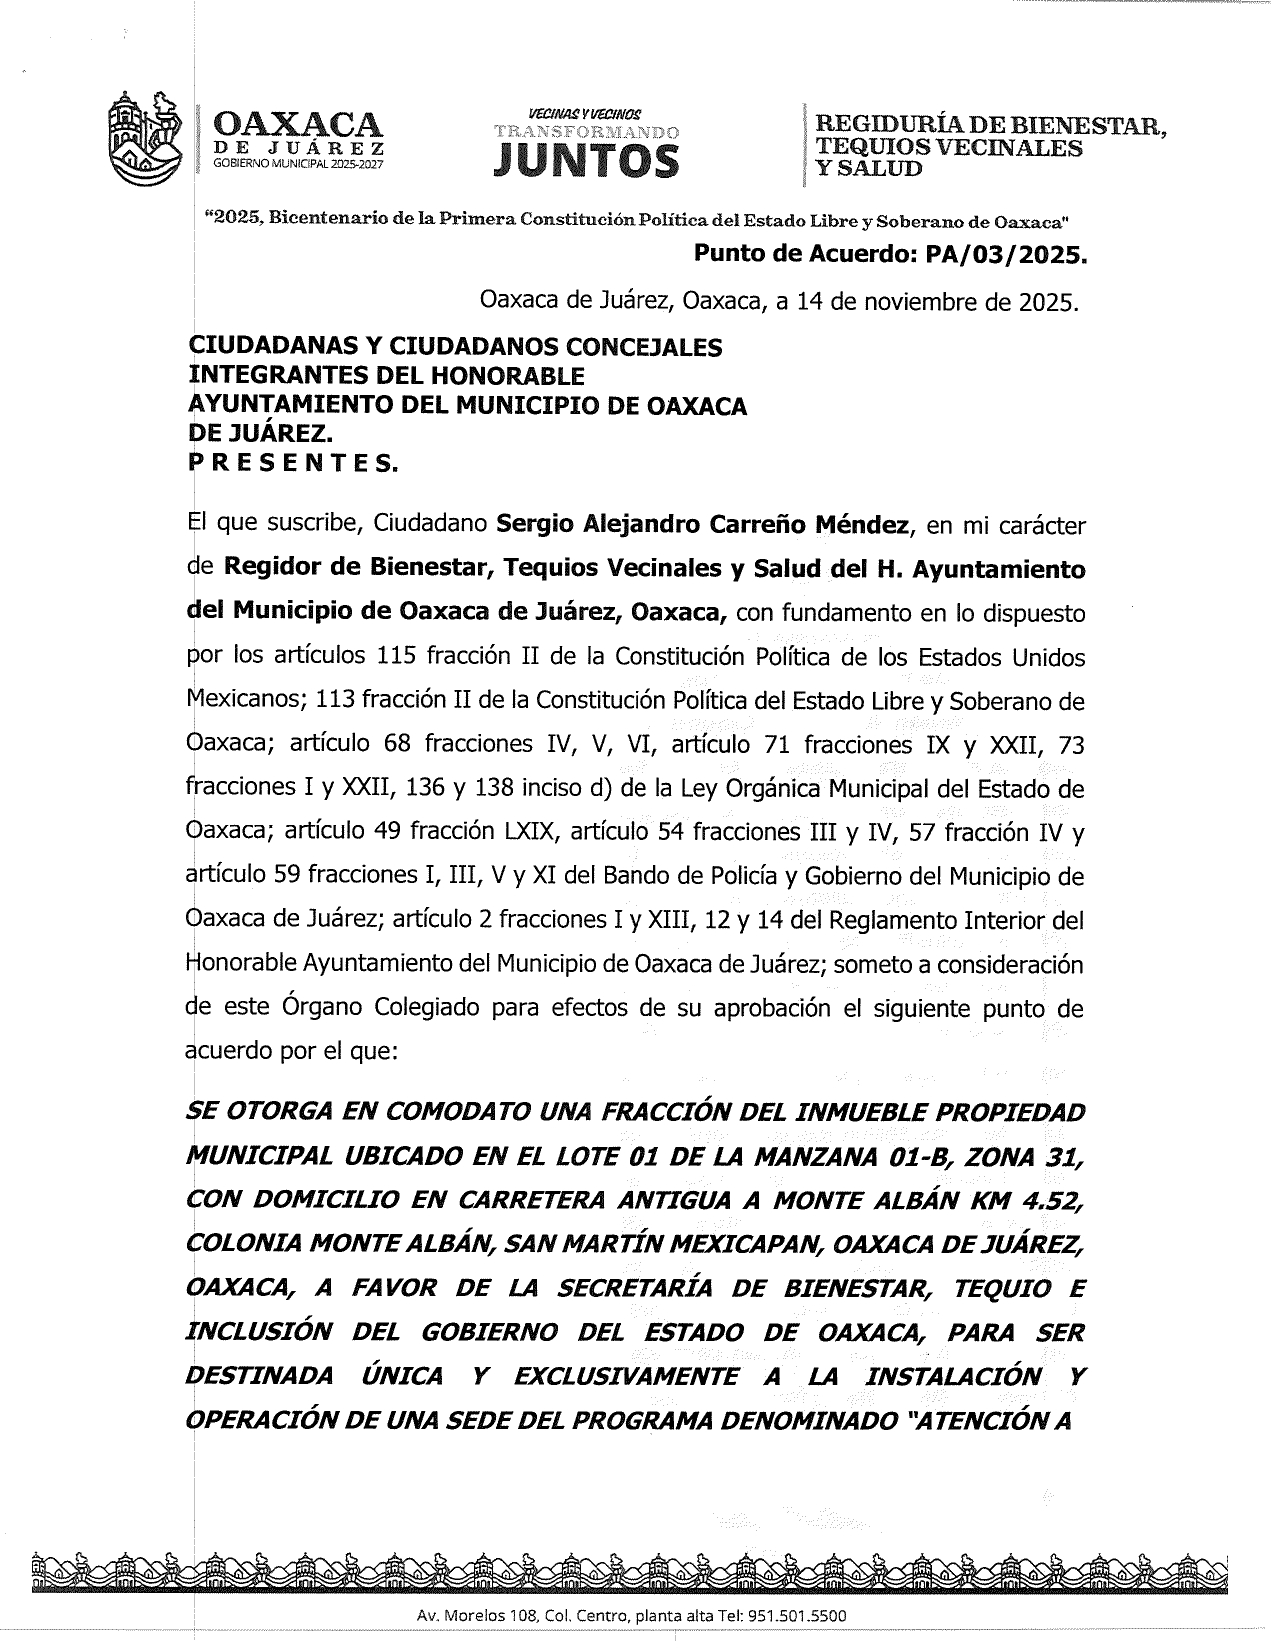 OAXACA
DE JUÁREZ
GOBIERNO MUNICIPAL 2025-2027
VECINAS Y VECINOS
TRANSFORMANDO
JUNTOS
REGIDURÍA DE BIENESTAR,
TEQUIOS VECINALES
Y SALUD
"2025, Bicentenario de la Primera Constitución Política del Estado Libre y Soberano de Oaxaca"
Punto de Acuerdo: PA/03/2025.
Oaxaca de Juárez, Oaxaca, a 14 de noviembre de 2025.
CIUDADANAS Y CIUDADANOS CONCEJALES
INTEGRANTES DEL HONORABLE
AYUNTAMIENTO DEL MUNICIPIO DE OAXACA
DE JUÁREZ.
P R E S E N T E S.
El que suscribe, Ciudadano Sergio Alejandro Carreño Méndez, en mi carácter
de Regidor de Bienestar, Tequios Vecinales y Salud del H. Ayuntamiento
del Municipio de Oaxaca de Juárez, Oaxaca, con fundamento en lo dispuesto
por los artículos 115 fracción II de la Constitución Política de los Estados Unidos
Mexicanos; 113 fracción II de la Constitución Política del Estado Libre y Soberano de
Oaxaca; artículo 68 fracciones IV, V, VI, artículo 71 fracciones IX y XXII, 73
fracciones I y XXII, 136 y 138 inciso d) de la Ley Orgánica Municipal del Estado de
Oaxaca; artículo 49 fracción LXIX, artículo 54 fracciones III y IV, 57 fracción IV y
artículo 59 fracciones I, III, V y XI del Bando de Policía y Gobierno del Municipio de
Oaxaca de Juárez; artículo 2 fracciones I y XIII, 12 y 14 del Reglamento Interior del
Honorable Ayuntamiento del Municipio de Oaxaca de Juárez; someto a consideración
de este Órgano Colegiado para efectos de su aprobación el siguiente punto de
acuerdo por el que:
SE OTORGA EN COMODATO UNA FRACCIÓN DEL INMUEBLE PROPIEDAD
MUNICIPAL UBICADO EN EL LOTE 01 DE LA MANZANA 01-B, ZONA 31,
CON DOMICILIO EN CARRETERA ANTIGUA A MONTE ALBÁN KM 4.52,
COLONIA MONTE ALBÁN, SAN MARTÍN MEXICAPAN, OAXACA DE JUÁREZ,
OAXACA, A FAVOR DE LA SECRETARÍA DE BIENESTAR, TEQUIO E
INCLUSIÓN DEL GOBIERNO DEL ESTADO DE OAXACA, PARA SER
DESTINADA ÚNICA Y EXCLUSIVAMENTE A LA INSTALACIÓN Y
OPERACIÓN DE UNA SEDE DEL PROGRAMA DENOMINADO "ATENCIÓN A
Av. Morelos 108, Col. Centro, planta alta Tel: 951.501.5500